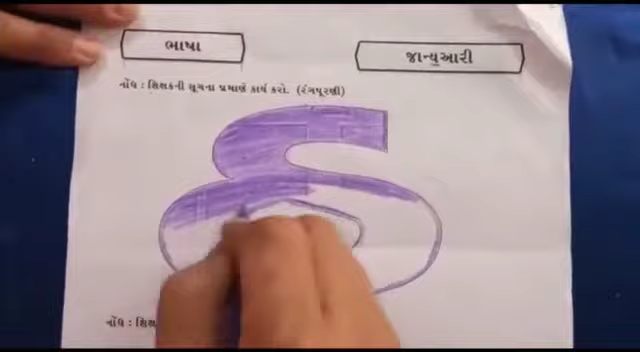 ભાષા
જાન્યુઆરી
નોંધ : શિક્ષકની સૂચના પ્રમાણે કાર્ય કરો. (રંગપૂરણી)
ઠ
નોંધ :